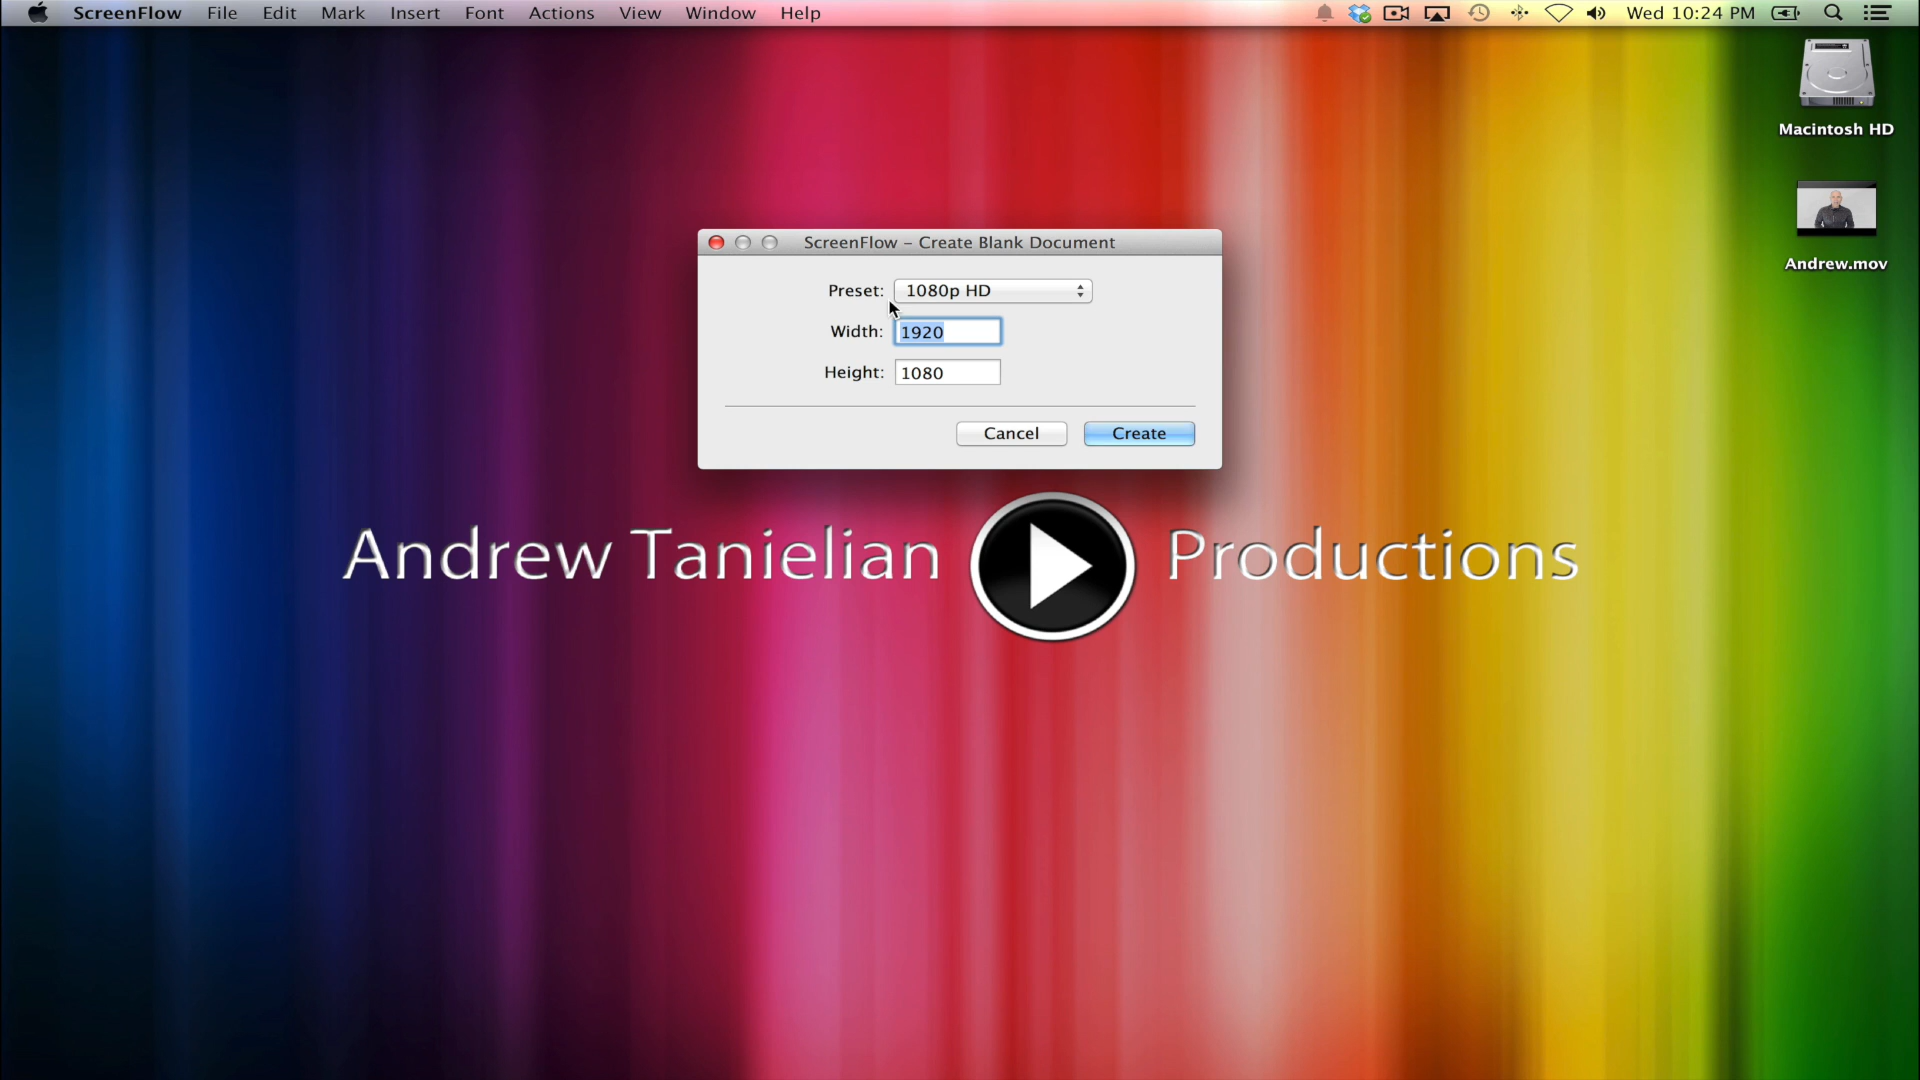 ScreenFlow File Edit Mark Insert Font Actions View Window Help Wed 10:24 PM
Macintosh HD
Andrew.mov
ScreenFlow – Create Blank Document
Preset: 1080p HD
Width: 1920
Height: 1080
Cancel Create
Andrew Tanielian Productions